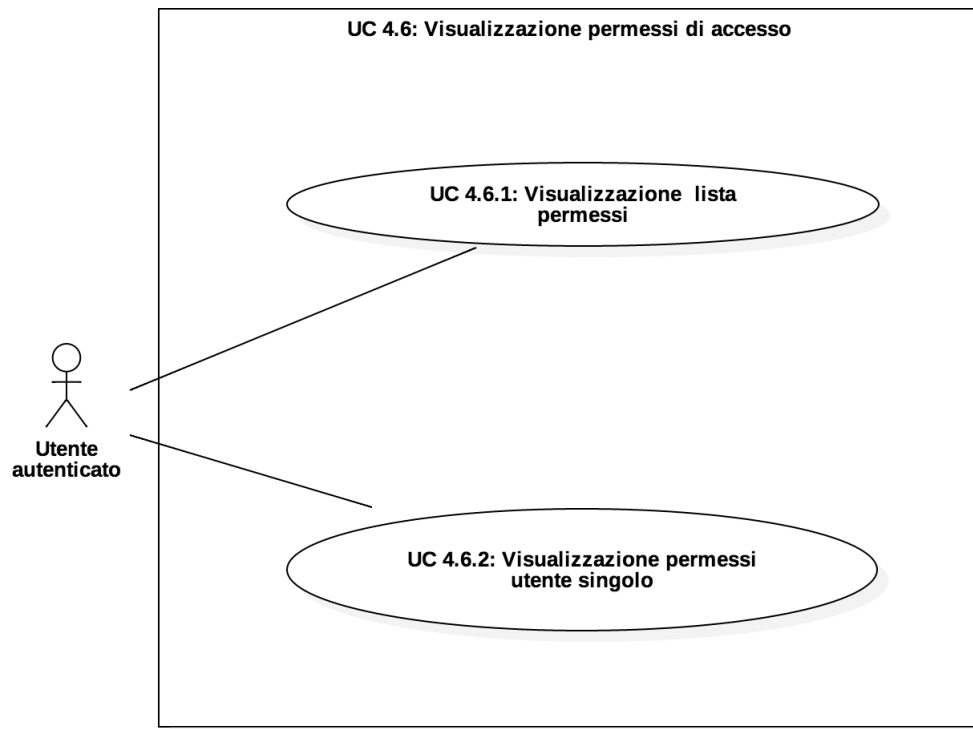 UC 4.6: Visualizzazione permessi di accesso
UC 4.6.1: Visualizzazione  lista
permessi
Utente
autenticato
UC 4.6.2: Visualizzazione permessi
utente singolo